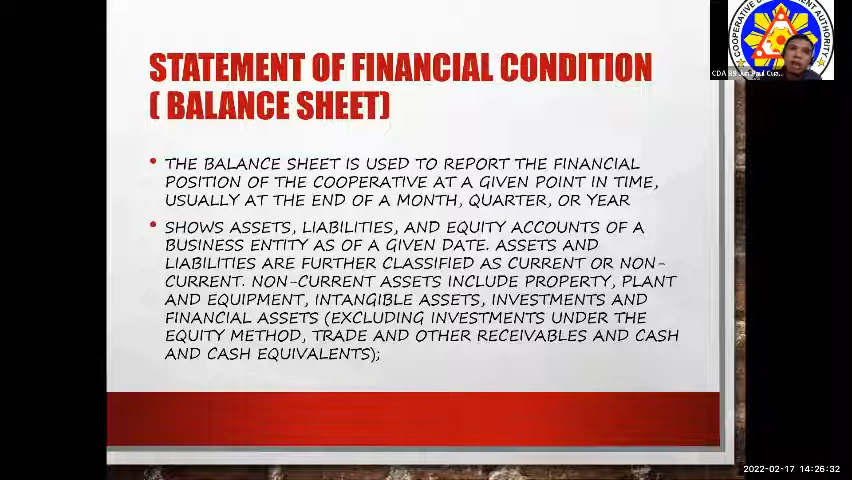 COOPERATIVE DEVELOPMENT AUTHORITY
STATEMENT OF FINANCIAL CONDITION
( BALANCE SHEET)
• THE BALANCE SHEET IS USED TO REPORT THE FINANCIAL
POSITION OF THE COOPERATIVE AT A GIVEN POINT IN TIME,
USUALLY AT THE END OF A MONTH, QUARTER, OR YEAR
• SHOWS ASSETS, LIABILITIES, AND EQUITY ACCOUNTS OF A
BUSINESS ENTITY AS OF A GIVEN DATE. ASSETS AND
LIABILITIES ARE FURTHER CLASSIFIED AS CURRENT OR NON-
CURRENT. NON-CURRENT ASSETS INCLUDE PROPERTY, PLANT
AND EQUIPMENT, INTANGIBLE ASSETS, INVESTMENTS AND
FINANCIAL ASSETS (EXCLUDING INVESTMENTS UNDER THE
EQUITY METHOD, TRADE AND OTHER RECEIVABLES AND CASH
AND CASH EQUIVALENTS);
2022-02-17 14:26:32